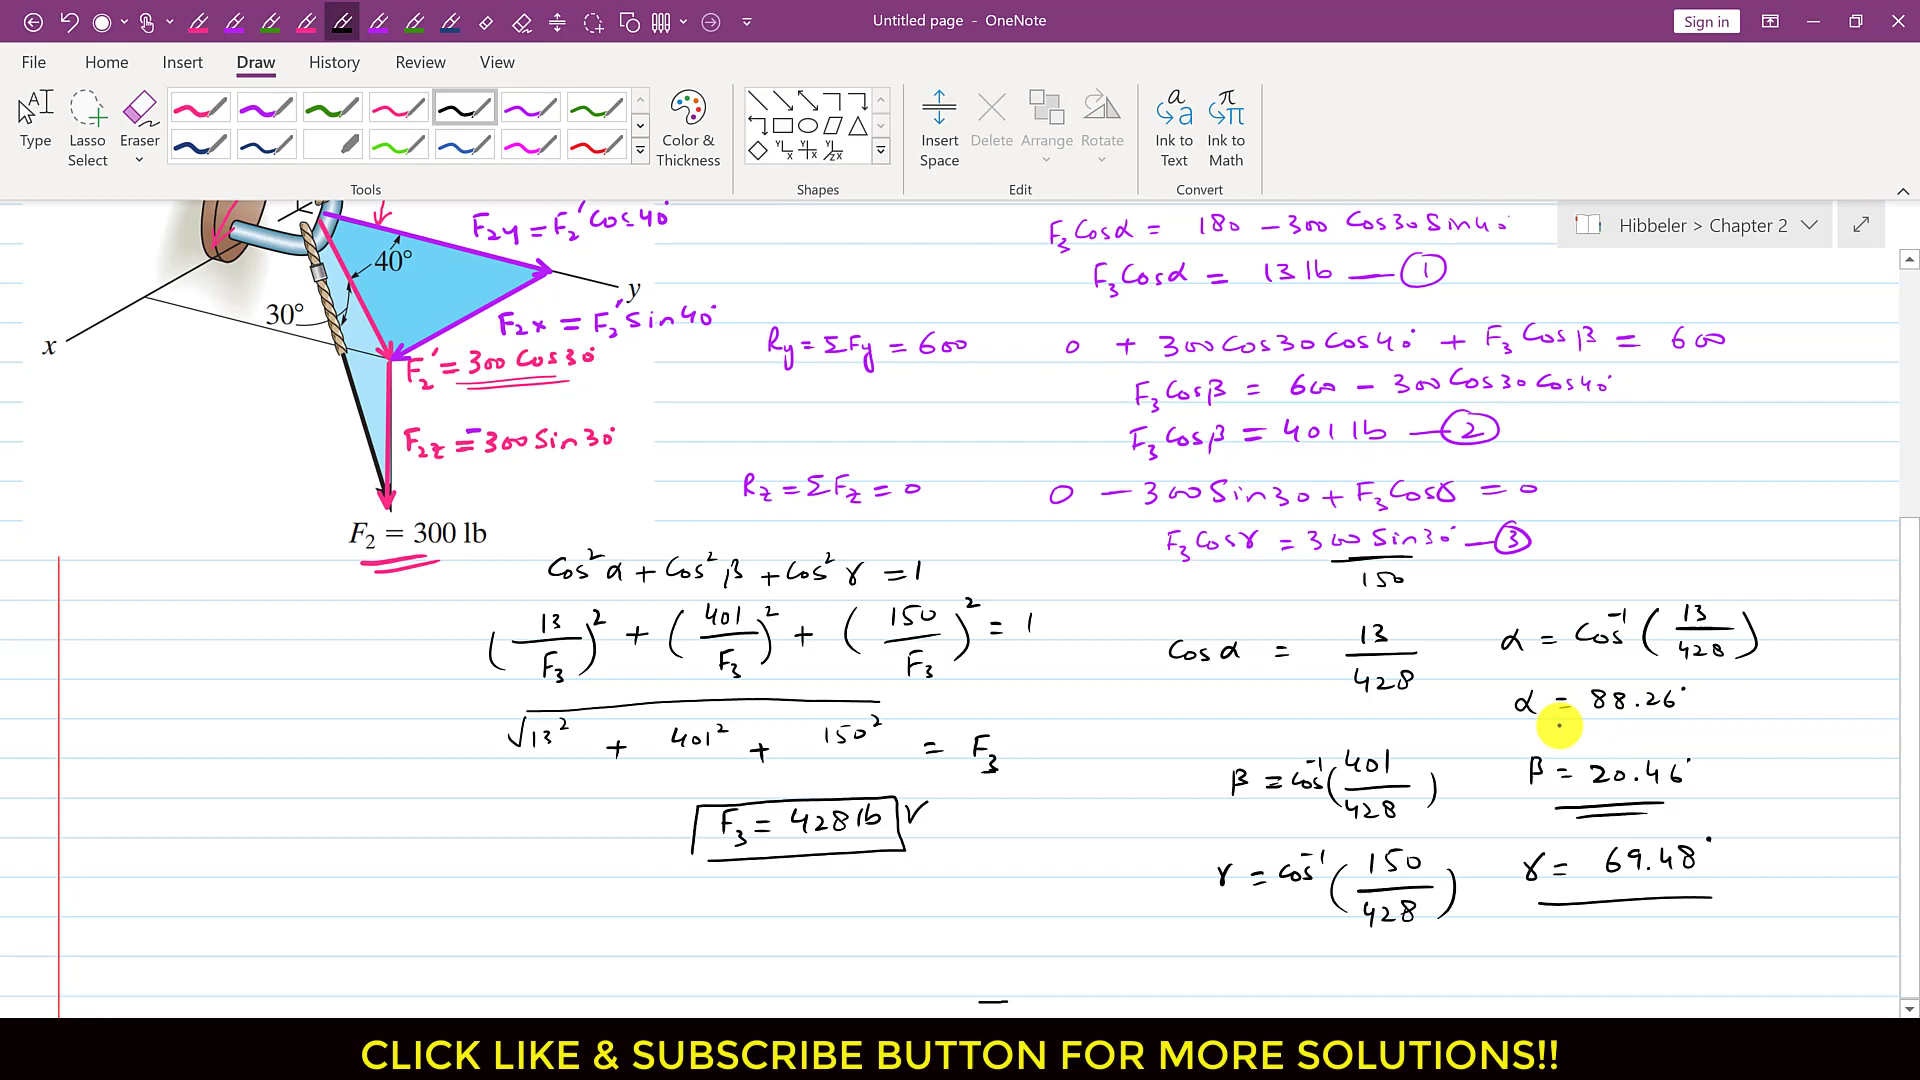 Untitled page - OneNote
Sign in
File Home Insert Draw History Review View
Type
Lasso Select
Eraser
Color & Thickness
Insert Space
Delete
Arrange
Rotate
Ink to Text
Ink to Math
Tools
Shapes
Edit
Convert
Hibbeler > Chapter 2
F2y = F2' Cos 40°
40°
y
30°
x
F2x = F2' Sin 40°
F2' = 300 Cos 30°
F2z = -300 Sin 30°
F2 = 300 lb
F3 Cos α = 180 - 300 Cos 30 Sin 40°
F3 Cos α = 13 lb — ①
Ry = ΣFy = 600
0 + 300 Cos 30 Cos 40° + F3 Cos β = 600
F3 Cos β = 600 - 300 Cos 30 Cos 40°
F3 Cos β = 401 lb — ②
Rz = ΣFz = 0
0 - 300 Sin 30 + F3 Cos γ = 0
F3 Cos γ = 300 Sin 30° — ③
150
Cos² α + Cos² β + Cos² γ = 1
(13/F3)² + (401/F3)² + (150/F3)² = 1
√13² + 401² + 150² = F3
F3 = 428 lb
Cos α = 13/428
α = Cos⁻¹ (13/428)
α = 88.26°
β = Cos⁻¹ (401/428)
β = 20.46°
γ = Cos⁻¹ (150/428)
γ = 69.48°
CLICK LIKE & SUBSCRIBE BUTTON FOR MORE SOLUTIONS!!